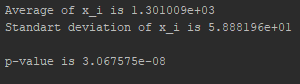 Average of x_i is 1.301009e+03
Standart deviation of x_i is 5.888196e+01
p-value is 3.067575e-08